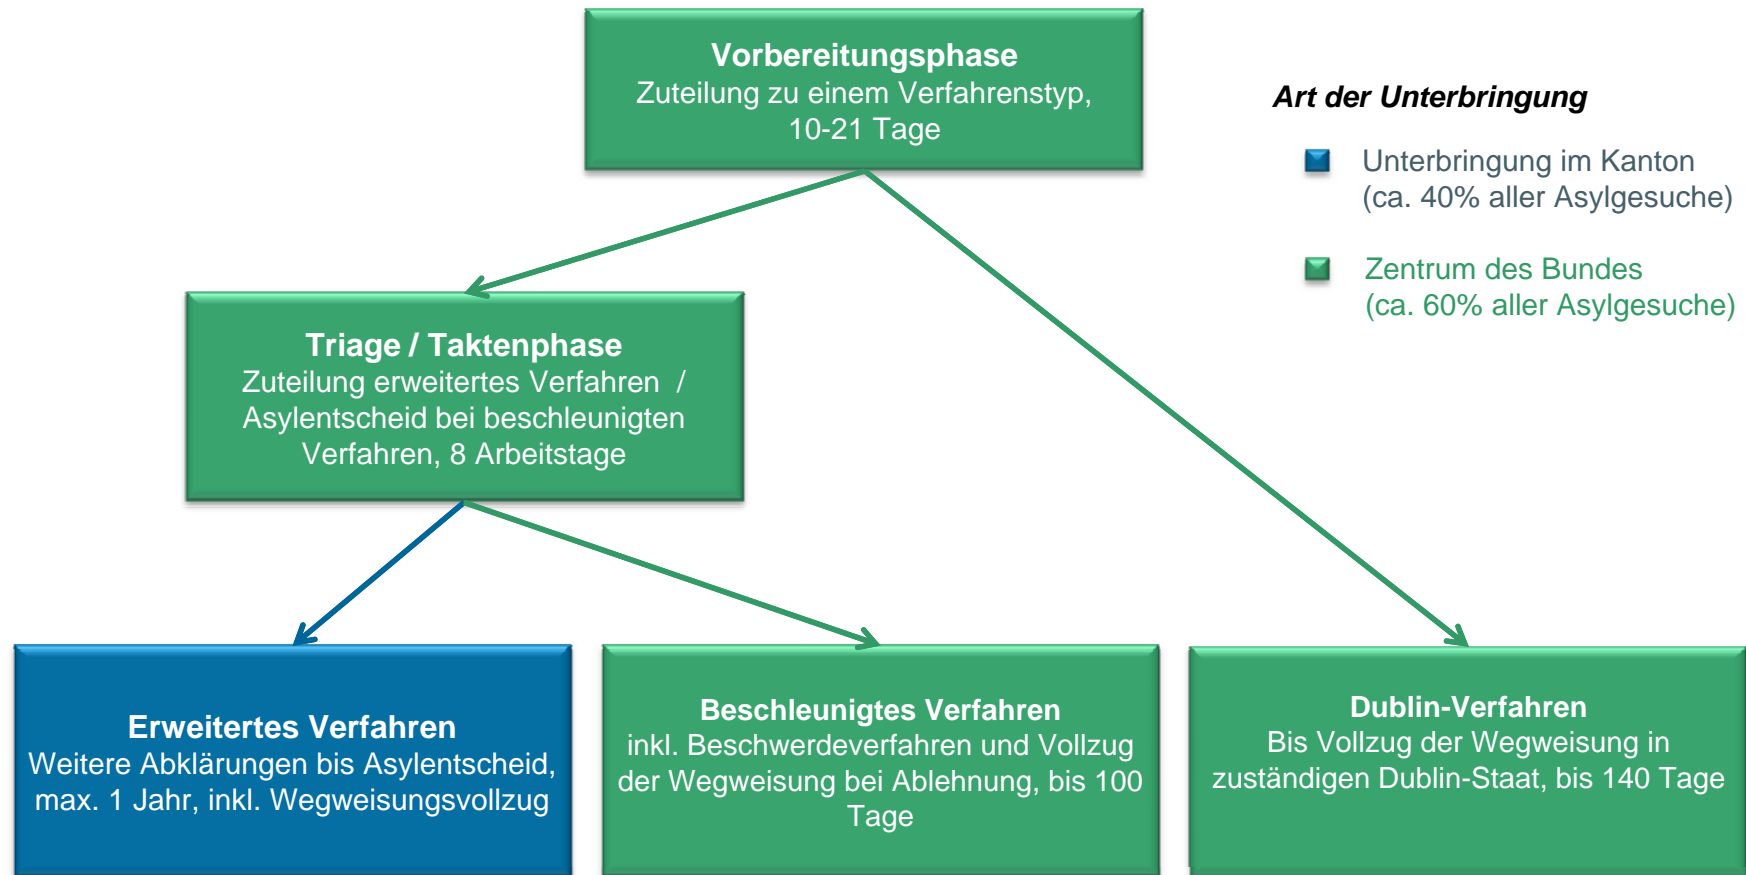 Vorbereitungsphase
Zuteilung zu einem Verfahrenstyp,
10-21 Tage
Art der Unterbringung
Unterbringung im Kanton
(ca. 40% aller Asylgesuche)
Zentrum des Bundes
(ca. 60% aller Asylgesuche)
Triage / Taktenphase
Zuteilung erweitertes Verfahren /
Asylentscheid bei beschleunigten
Verfahren, 8 Arbeitstage
Erweitertes Verfahren
Weitere Abklärungen bis Asylentscheid,
max. 1 Jahr, inkl. Wegweisungsvollzug
Beschleunigtes Verfahren
inkl. Beschwerdeverfahren und Vollzug
der Wegweisung bei Ablehnung, bis 100
Tage
Dublin-Verfahren
Bis Vollzug der Wegweisung in
zuständigen Dublin-Staat, bis 140 Tage